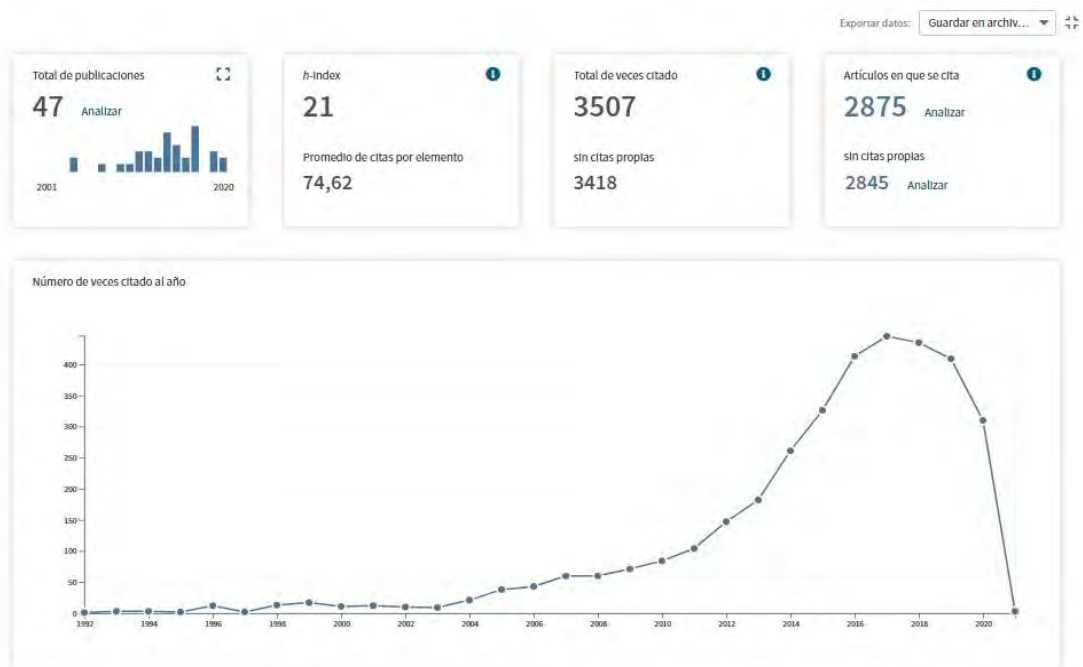 Exportar datos: Guardar en archiv...
Total de publicaciones
47 Analizar
2001 2020
h-index
21
Promedio de citas por elemento
74,62
Total de veces citado
3507
sin citas propias
3418
Artículos en que se cita
2875 Analizar
sin citas propias
2845 Analizar
Número de veces citado al año
400
350
300
250
200
150
100
50
0
1992 1994 1996 1998 2000 2002 2004 2006 2008 2010 2012 2014 2016 2018 2020